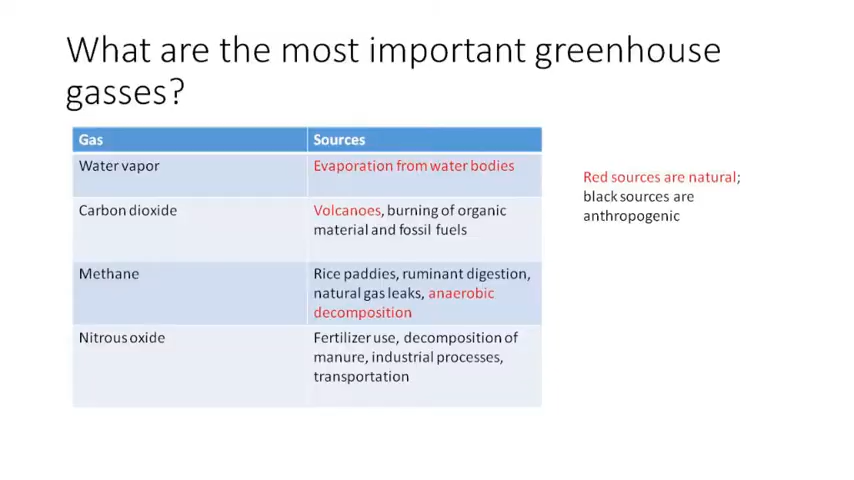 What are the most important greenhouse
gasses?
Gas Sources
Water vapor Evaporation from water bodies
Carbon dioxide Volcanoes, burning of organic
material and fossil fuels
Methane Rice paddies, ruminant digestion,
natural gas leaks, anaerobic
decomposition
Nitrous oxide Fertilizer use, decomposition of
manure, industrial processes,
transportation
Red sources are natural;
black sources are
anthropogenic